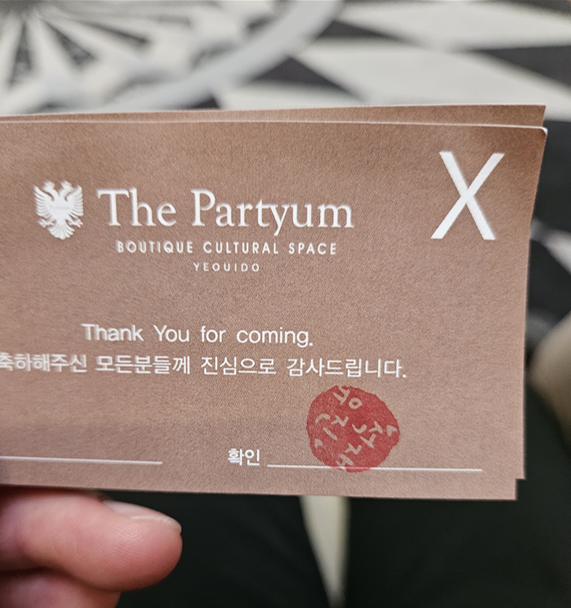 The Partyum
X
BOUTIQUE CULTURAL SPACE
YEOUIDO
Thank You for coming.
축하해주신 모든분들께 진심으로 감사드립니다.
확인